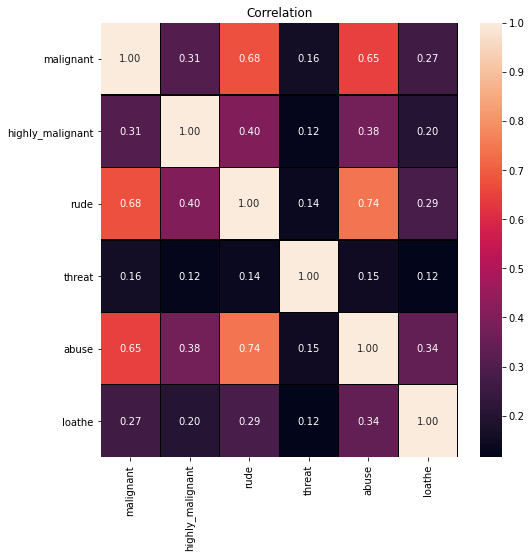 Correlation
malignant 1.00 0.31 0.68 0.16 0.65 0.27
highly_malignant 0.31 1.00 0.40 0.12 0.38 0.20
rude 0.68 0.40 1.00 0.14 0.74 0.29
threat 0.16 0.12 0.14 1.00 0.15 0.12
abuse 0.65 0.38 0.74 0.15 1.00 0.34
loathe 0.27 0.20 0.29 0.12 0.34 1.00
malignant
highly_malignant
rude
threat
abuse
loathe
1.0
0.9
0.8
0.7
0.6
0.5
0.4
0.3
0.2